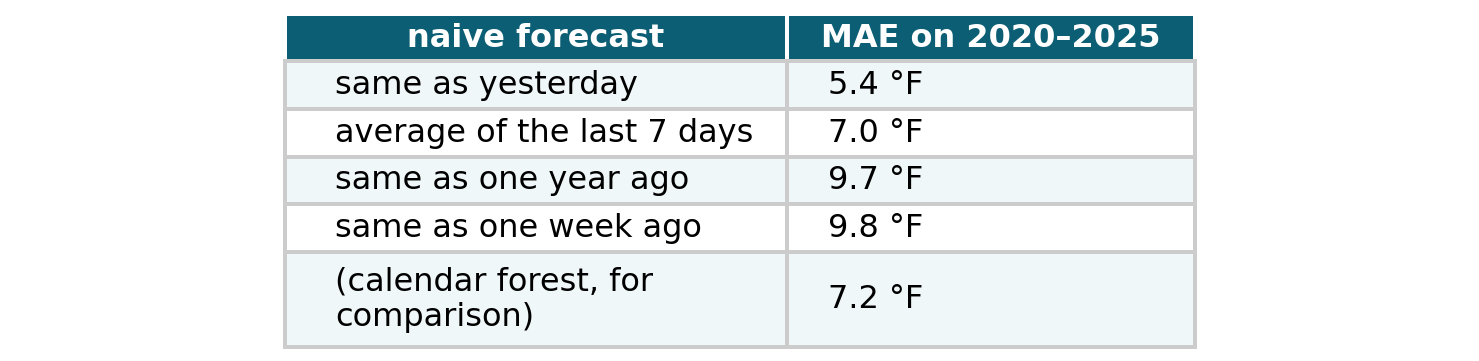 naive forecast MAE on 2020–2025
same as yesterday 5.4 °F
average of the last 7 days 7.0 °F
same as one year ago 9.7 °F
same as one week ago 9.8 °F
(calendar forest, for
comparison) 7.2 °F